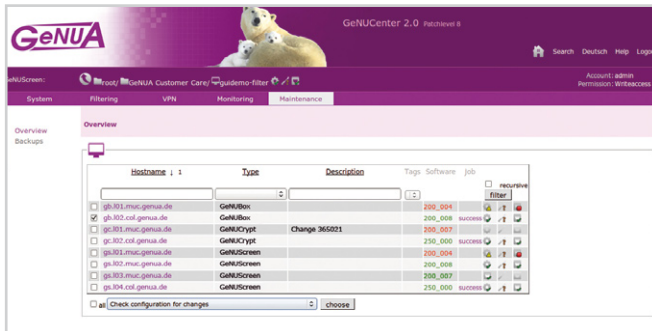 GeNUA
GeNUCenter 2.0 Patchlevel 8
Search Deutsch Help Logo
GeNUScreen:
root/ GeNUA Customer Care/ guidemo-filter
Account: admin
Permission: Writeaccess
System Filtering VPN Monitoring Maintenance
Overview
Backups
Overview
Hostname ↓ 1 Type Description Tags Software Job
recursive
filter
gb.l01.muc.genua.de GeNUBox 200_004
gb.l02.col.genua.de GeNUBox 200_008 success
gc.l01.muc.genua.de GeNUCrypt Change 365021 200_007
gc.l02.col.genua.de GeNUCrypt 250_000 success
gs.l01.muc.genua.de GeNUScreen 200_004
gs.l02.muc.genua.de GeNUScreen 200_008
gs.l03.muc.genua.de GeNUScreen 200_007
gs.l04.col.genua.de GeNUScreen 250_000 success
all Check configuration for changes choose